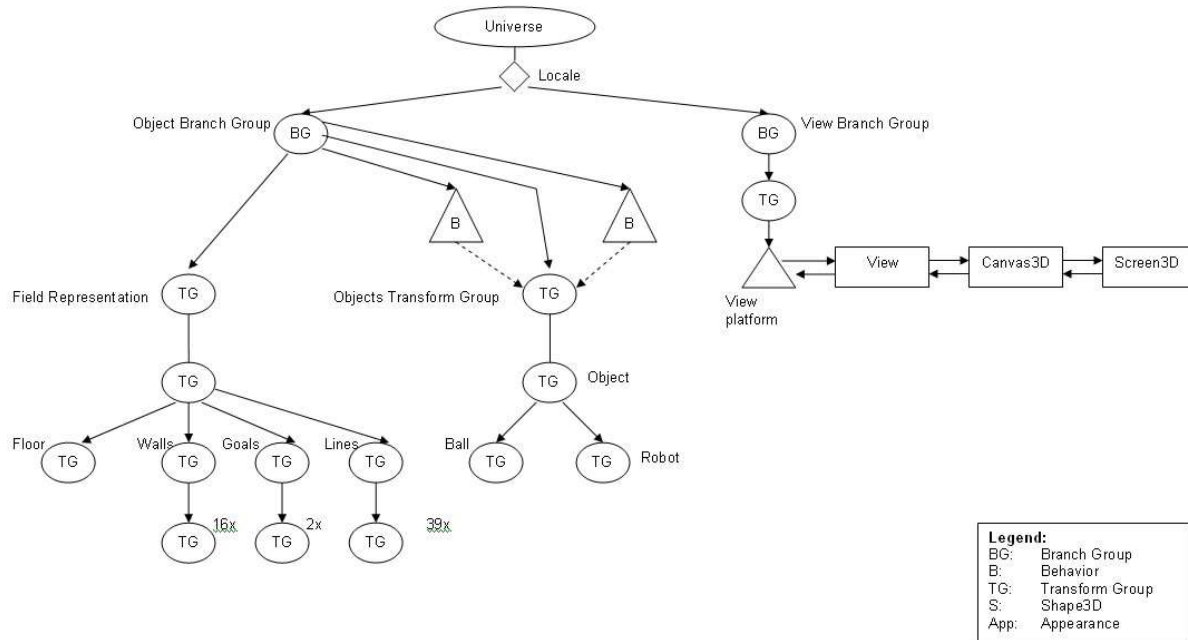 Universe
Locale
Object Branch Group
BG
BG
View Branch Group
TG
B
B
View
Canvas3D
Screen3D
View
platform
Field Representation
TG
Objects Transform Group
TG
TG
TG
Object
Floor
Walls
Goals
Lines
Ball
Robot
TG
TG
TG
TG
TG
TG
16x
2x
39x
TG
TG
TG
Legend:
BG: Branch Group
B: Behavior
TG: Transform Group
S: Shape3D
App: Appearance